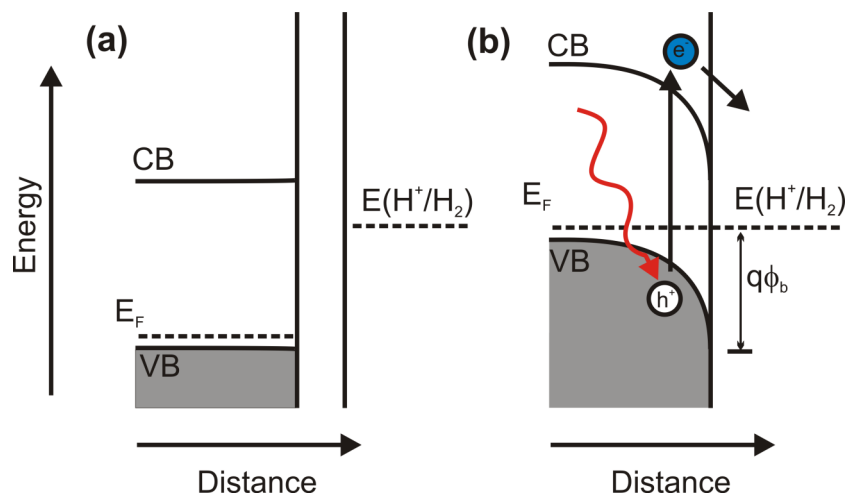 (a)
CB
E(H⁺/H₂)
E_F
VB
Energy
Distance
(b)
CB
e⁻
E_F
E(H⁺/H₂)
VB
h⁺
qϕ_b
Distance